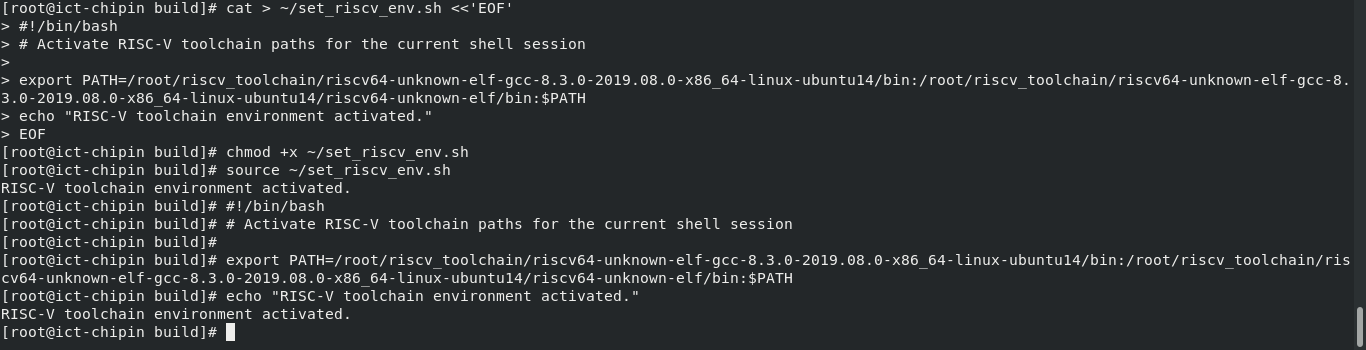 [root@ict-chipin build]# cat > ~/set_riscv_env.sh <<'EOF'
> #!/bin/bash
> # Activate RISC-V toolchain paths for the current shell session
>
> export PATH=/root/riscv_toolchain/riscv64-unknown-elf-gcc-8.3.0-2019.08.0-x86_64-linux-ubuntu14/bin:/root/riscv_toolchain/riscv64-unknown-elf-gcc-8.
3.0-2019.08.0-x86_64-linux-ubuntu14/riscv64-unknown-elf/bin:$PATH
> echo "RISC-V toolchain environment activated."
> EOF
[root@ict-chipin build]# chmod +x ~/set_riscv_env.sh
[root@ict-chipin build]# source ~/set_riscv_env.sh
RISC-V toolchain environment activated.
[root@ict-chipin build]# #!/bin/bash
[root@ict-chipin build]# # Activate RISC-V toolchain paths for the current shell session
[root@ict-chipin build]#
[root@ict-chipin build]# export PATH=/root/riscv_toolchain/riscv64-unknown-elf-gcc-8.3.0-2019.08.0-x86_64-linux-ubuntu14/bin:/root/riscv_toolchain/ris
cv64-unknown-elf-gcc-8.3.0-2019.08.0-x86_64-linux-ubuntu14/riscv64-unknown-elf/bin:$PATH
[root@ict-chipin build]# echo "RISC-V toolchain environment activated."
RISC-V toolchain environment activated.
[root@ict-chipin build]#